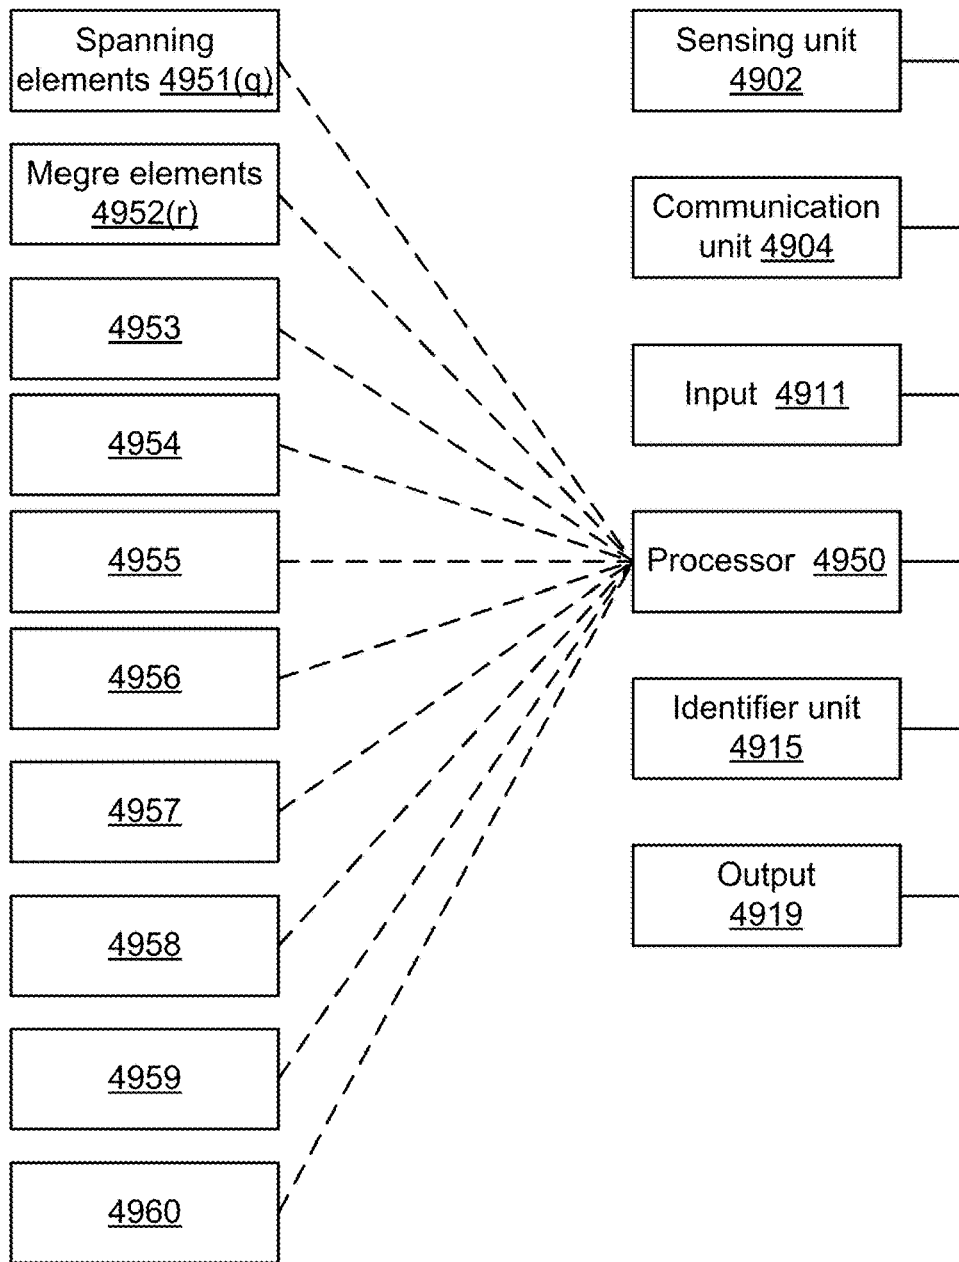 Spanning
elements 4951(q)
Megre elements
4952(r)
4953
4954
4955
4956
4957
4958
4959
4960
Sensing unit
4902
Communication
unit 4904
Input 4911
Processor 4950
Identifier unit
4915
Output
4919